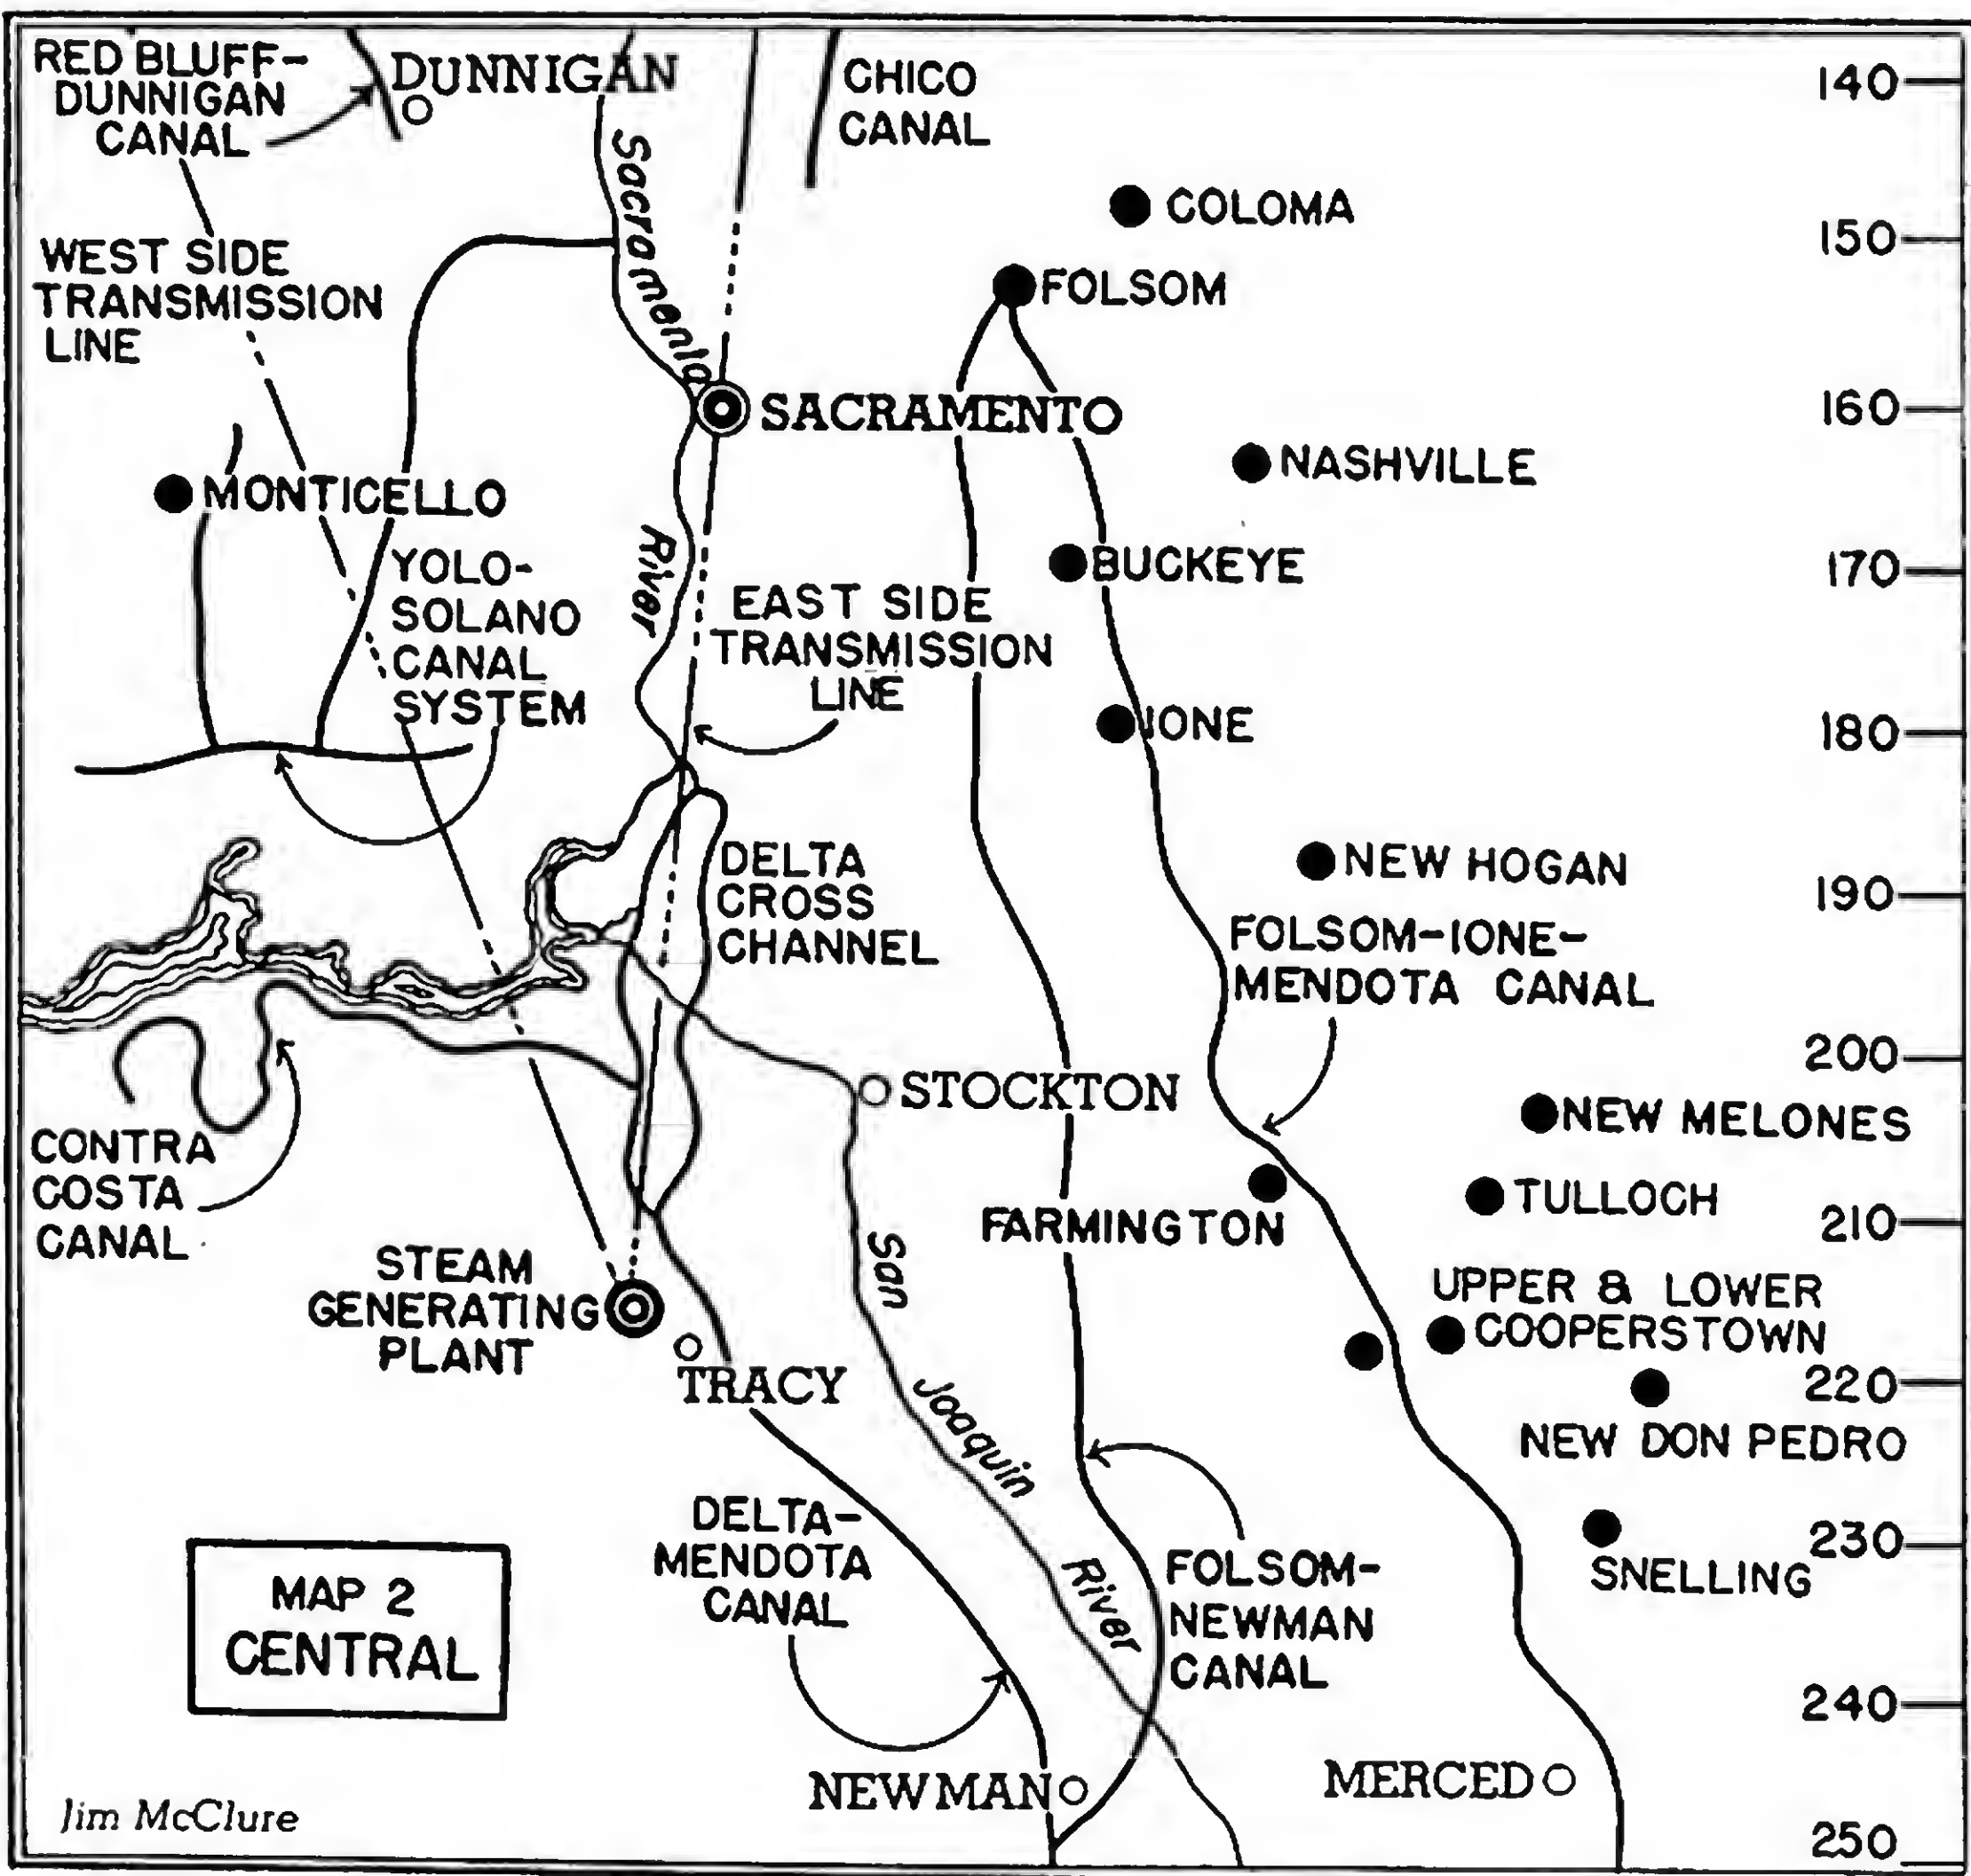 RED BLUFF-
DUNNIGAN
CANAL
DUNNIGAN
CHICO
CANAL
140
COLOMA
150
WEST SIDE
TRANSMISSION
LINE
Sacramento
FOLSOM
SACRAMENTO
160
NASHVILLE
MONTICELLO
River
BUCKEYE
170
YOLO-
SOLANO
CANAL
SYSTEM
EAST SIDE
TRANSMISSION
LINE
IONE
180
DELTA
CROSS
CHANNEL
NEW HOGAN
190
FOLSOM-IONE-
MENDOTA CANAL
200
STOCKTON
NEW MELONES
CONTRA
COSTA
CANAL
TULLOCH
210
FARMINGTON
San
STEAM
GENERATING
PLANT
UPPER & LOWER
COOPERSTOWN
TRACY
220
Joaquin
NEW DON PEDRO
DELTA-
MENDOTA
CANAL
230
SNELLING
River
FOLSOM-
NEWMAN
CANAL
MAP 2
CENTRAL
240
NEWMAN
MERCED
Jim McClure
250